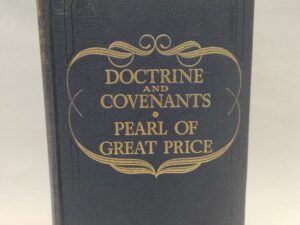 DOCTRINE
AND
COVENANTS
•
PEARL OF
GREAT PRICE